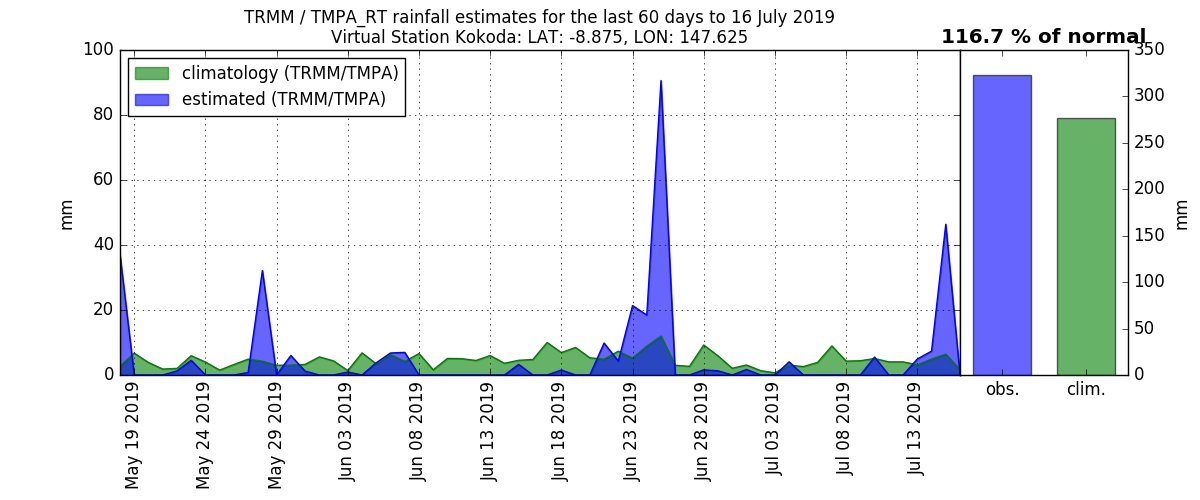 TRMM / TMPA_RT rainfall estimates for the last 60 days to 16 July 2019
Virtual Station Kokoda: LAT: -8.875, LON: 147.625
116.7 % of normal
climatology (TRMM/TMPA)
estimated (TRMM/TMPA)
100
80
60
40
20
0
mm
350
300
250
200
150
100
50
0
mm
May 19 2019
May 24 2019
May 29 2019
Jun 03 2019
Jun 08 2019
Jun 13 2019
Jun 18 2019
Jun 23 2019
Jun 28 2019
Jul 03 2019
Jul 08 2019
Jul 13 2019
obs.
clim.